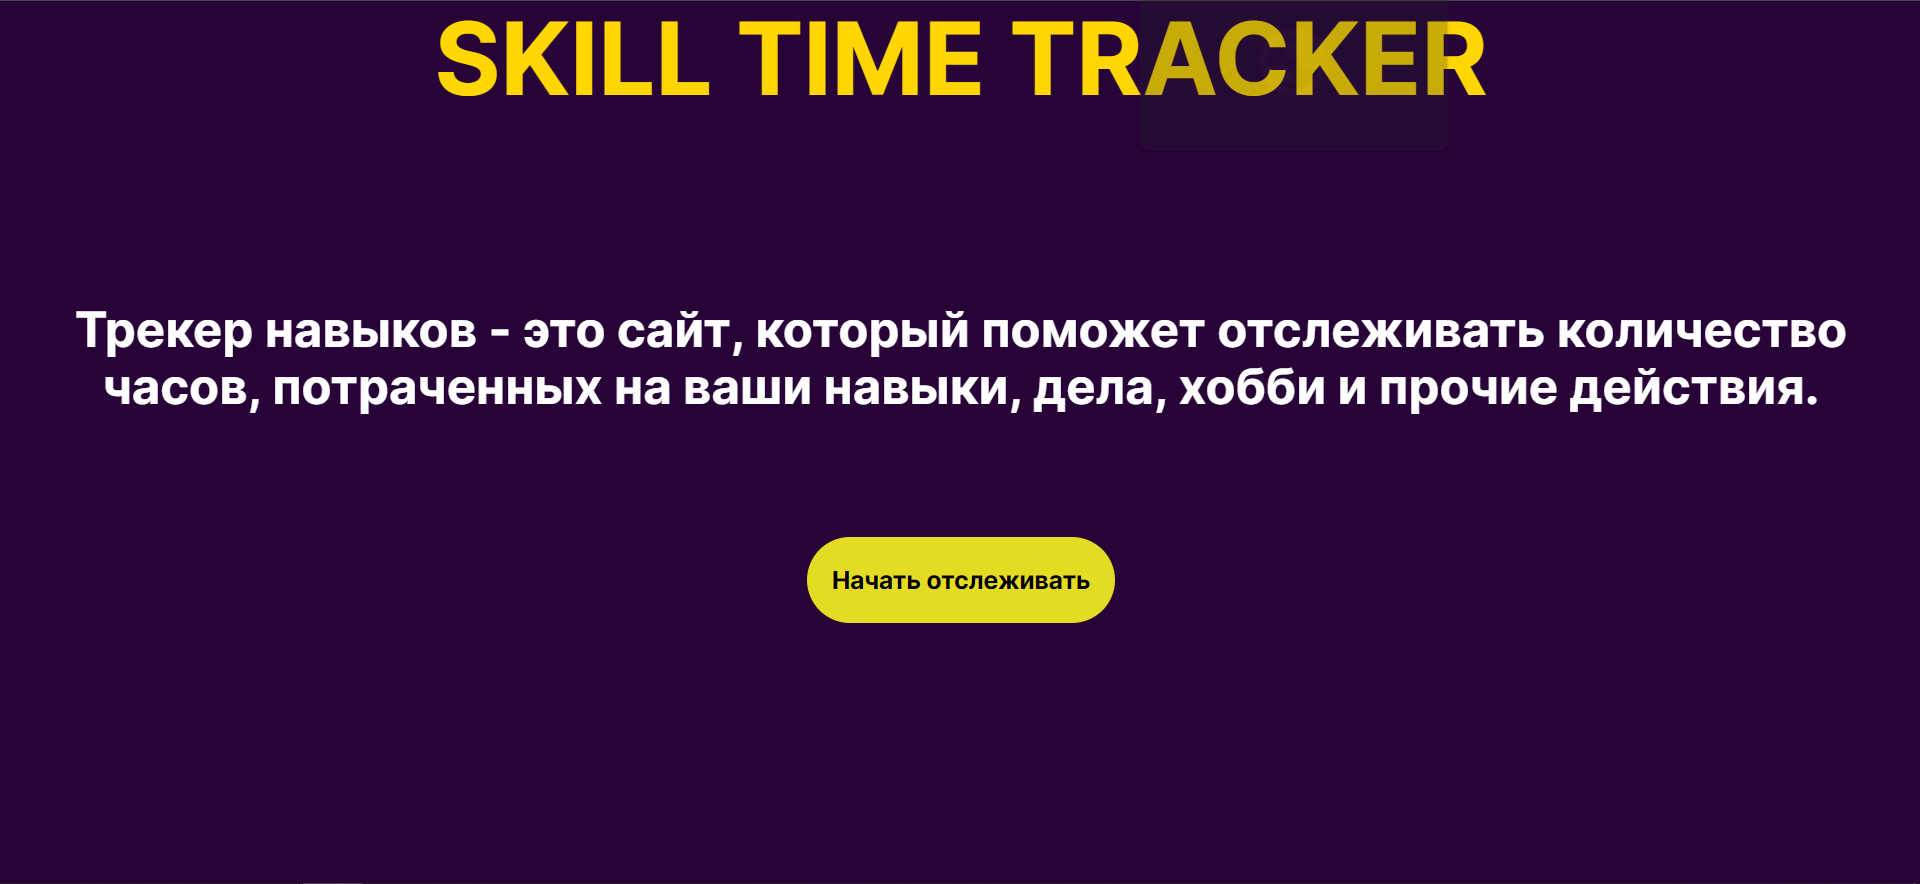 SKILL TIME TRACKER
Трекер навыков - это сайт, который поможет отслеживать количество
часов, потраченных на ваши навыки, дела, хобби и прочие действия.
Начать отслеживать